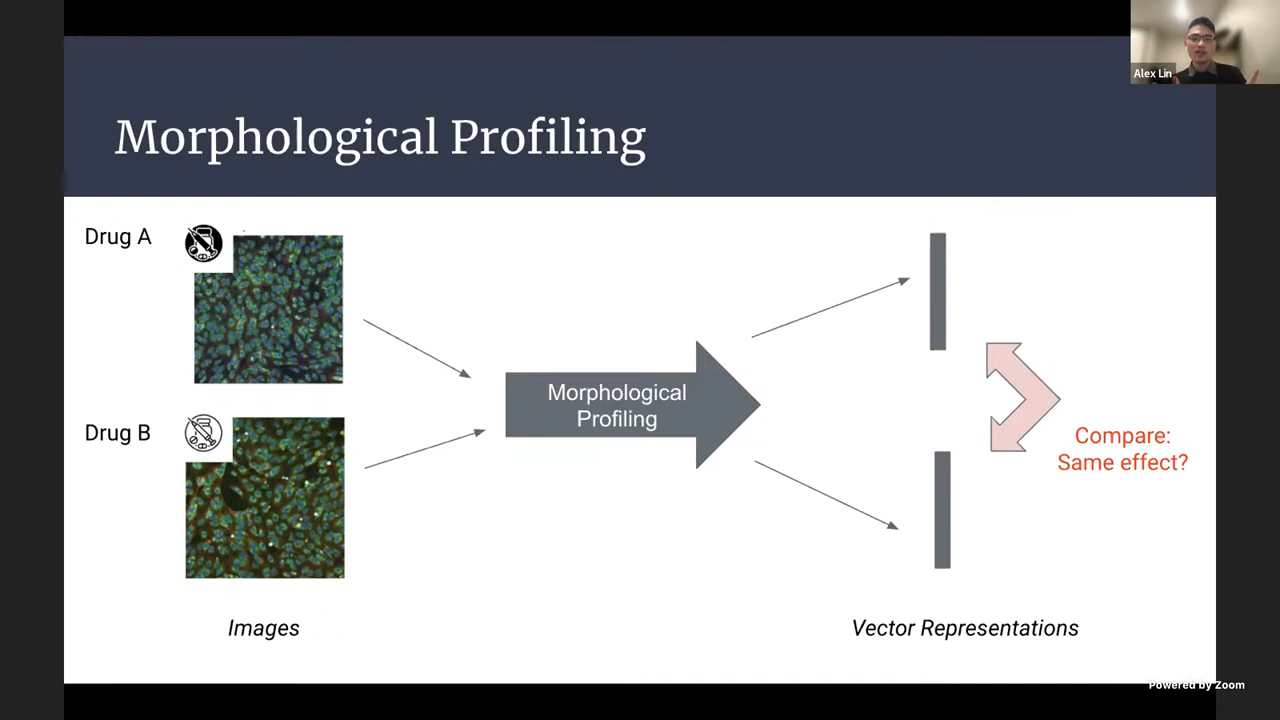 Alex Lin
Morphological Profiling
Drug A
Morphological
Profiling
Drug B
Compare:
Same effect?
Images
Vector Representations
Powered by Zoom